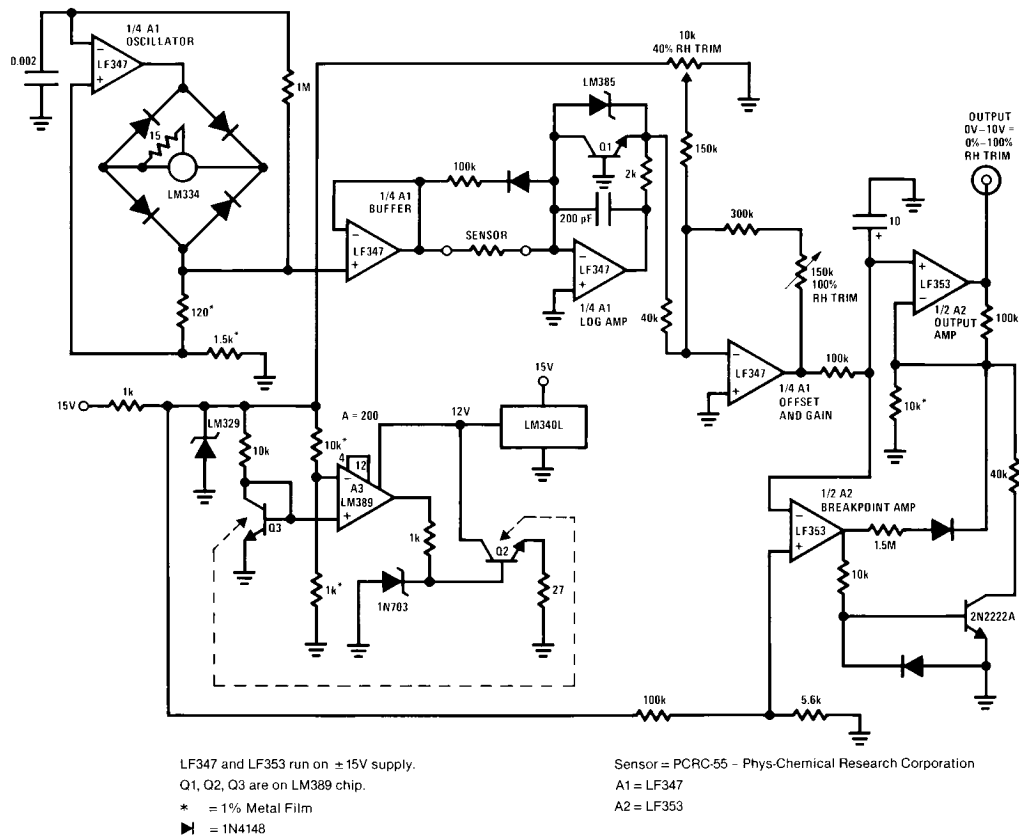 1/4 A1
OSCILLATOR
0.002
−
+
LF347
1M
15
LM334
120*
1.5k*
1/4 A1
BUFFER
−
+
LF347
100k
SENSOR
LM385
Q1
2k
200 pF
−
+
LF347
1/4 A1
LOG AMP
10k
40% RH TRIM
150k
300k
150k
100%
RH TRIM
40k
−
+
LF347
1/4 A1
OFFSET
AND GAIN
100k
OUTPUT
0V–10V =
0%–100%
RH TRIM
10
+
+
−
LF353
1/2 A2
OUTPUT
AMP
100k
10k*
40k
15V
1k
LM329
10k
Q3
10k*
1k*
A = 200
4
12
−
+
A3
LM389
12V
15V
LM340L
1k
1N703
Q2
27
1/2 A2
BREAKPOINT AMP
−
+
LF353
1.5M
10k
2N2222A
100k
5.6k
LF347 and LF353 run on ±15V supply.
Q1, Q2, Q3 are on LM389 chip.
* = 1% Metal Film
= 1N4148
Sensor = PCRC-55 – Phys-Chemical Research Corporation
A1 = LF347
A2 = LF353